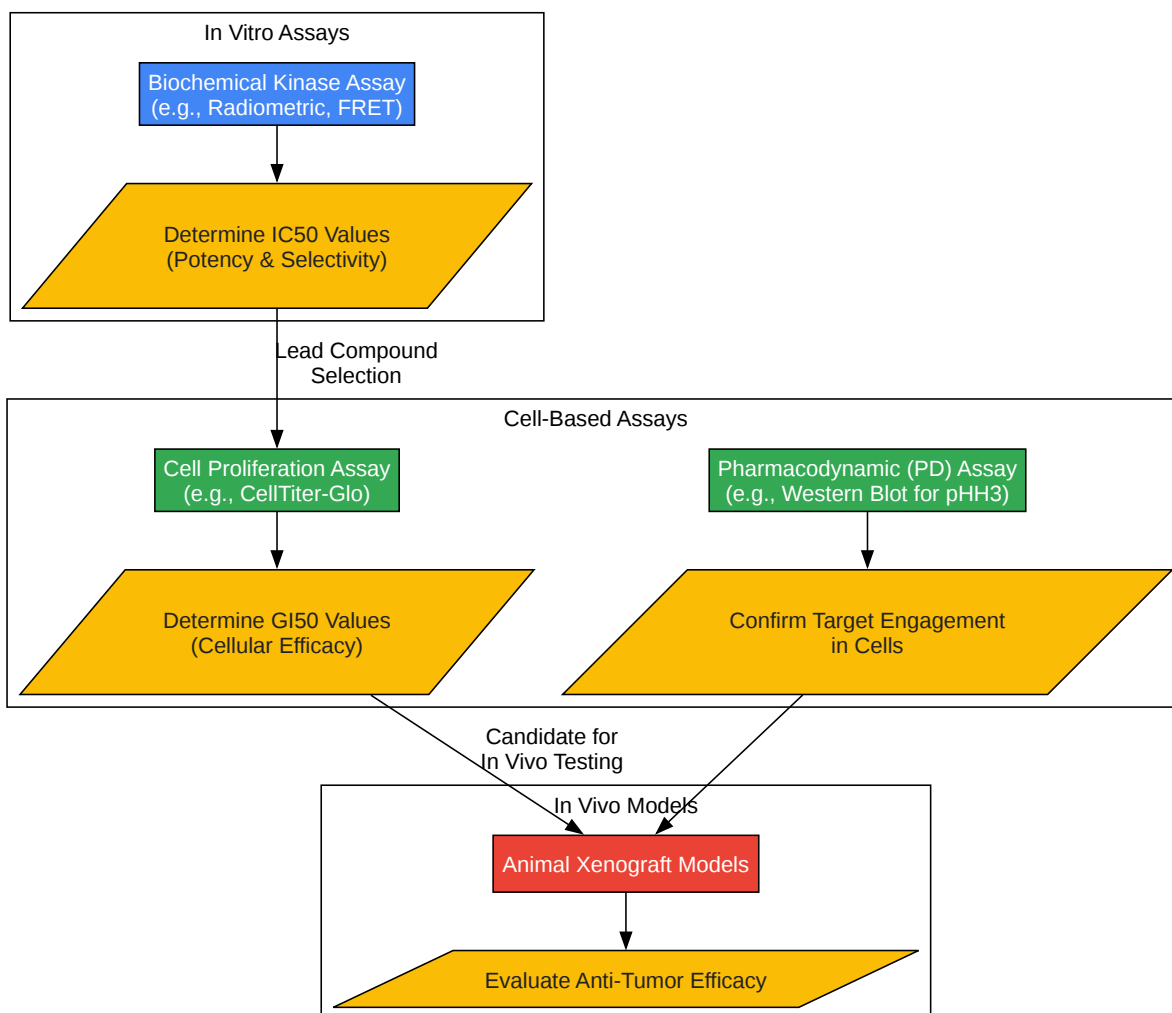 In Vitro Assays
Biochemical Kinase Assay
(e.g., Radiometric, FRET)
Determine IC50 Values
(Potency & Selectivity)
Lead Compound
Selection
Cell-Based Assays
Cell Proliferation Assay
(e.g., CellTiter-Glo)
Pharmacodynamic (PD) Assay
(e.g., Western Blot for pHH3)
Determine GI50 Values
(Cellular Efficacy)
Confirm Target Engagement
in Cells
Candidate for
In Vivo Testing
In Vivo Models
Animal Xenograft Models
Evaluate Anti-Tumor Efficacy